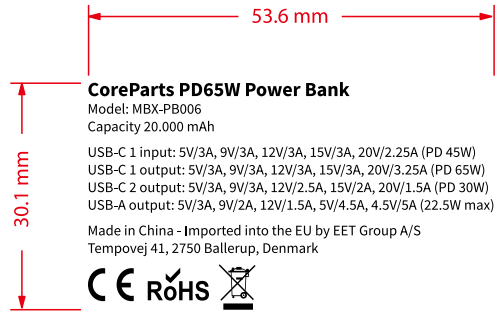 53.6 mm
30.1 mm
CoreParts PD65W Power Bank
Model: MBX-PB006
Capacity 20.000 mAh
USB-C 1 input: 5V/3A, 9V/3A, 12V/3A, 15V/3A, 20V/2.25A (PD 45W)
USB-C 1 output: 5V/3A, 9V/3A, 12V/3A, 15V/3A, 20V/3.25A (PD 65W)
USB-C 2 output: 5V/3A, 9V/3A, 12V/2.5A, 15V/2A, 20V/1.5A (PD 30W)
USB-A output: 5V/3A, 9V/2A, 12V/1.5A, 5V/4.5A, 4.5V/5A (22.5W max)
Made in China - Imported into the EU by EET Group A/S
Tempovej 41, 2750 Ballerup, Denmark
CE RoHS